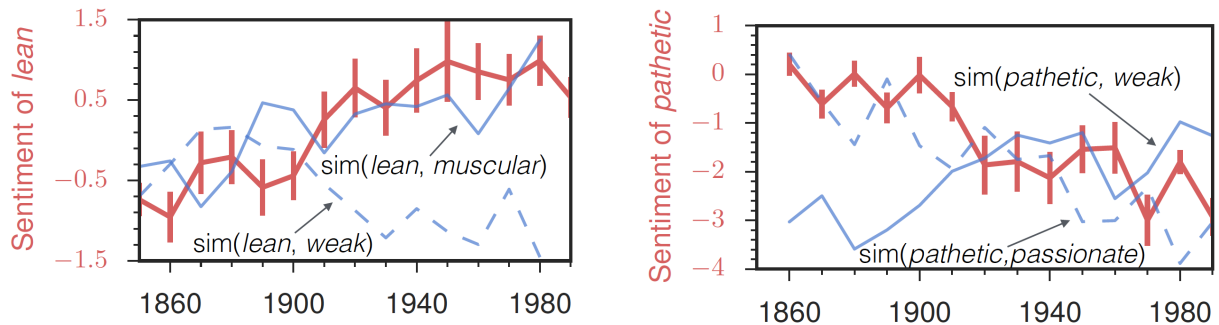 Sentiment of lean
1.5
0.5
−0.5
−1.5
sim(lean, muscular)
sim(lean, weak)
1860 1900 1940 1980
Sentiment of pathetic
1
0
−1
−2
−3
−4
sim(pathetic, weak)
sim(pathetic,passionate)
1860 1900 1940 1980